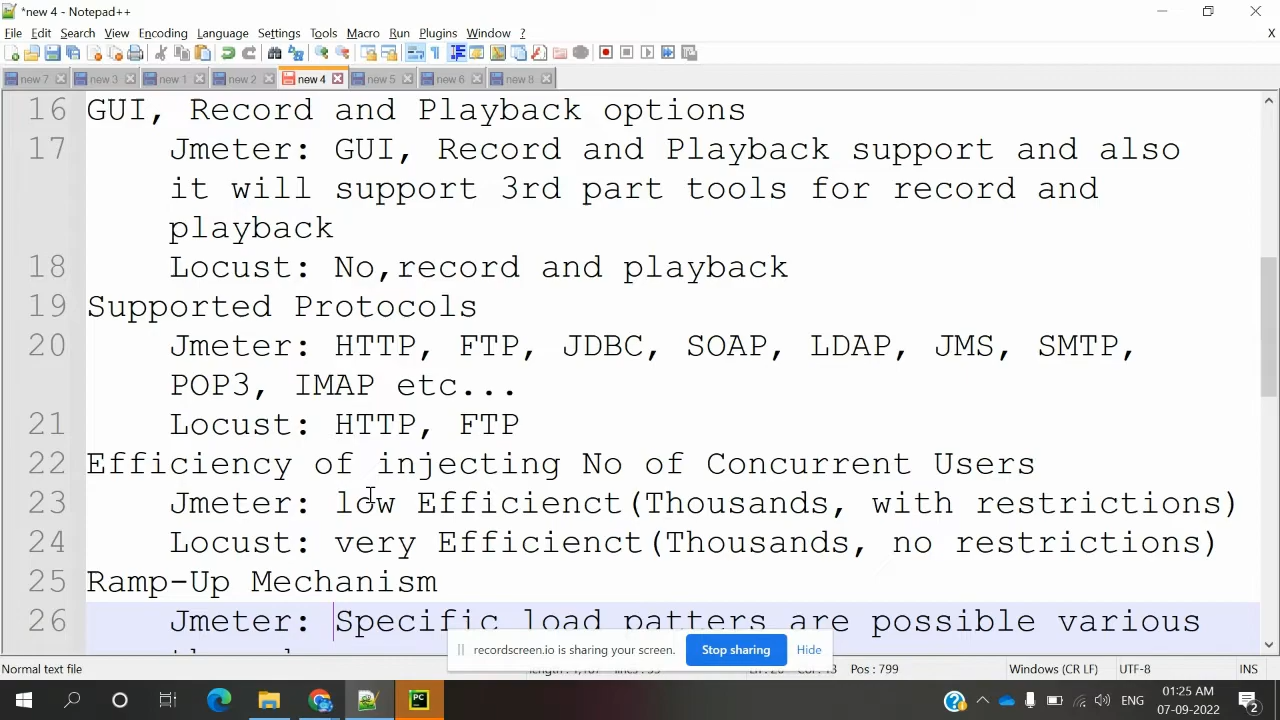 *new 4 - Notepad++
File Edit Search View Encoding Language Settings Tools Macro Run Plugins Window ? X
new 7 new 3 new 1 new 2 new 4 new 5 new 6 new 8
16 GUI, Record and Playback options
17 Jmeter: GUI, Record and Playback support and also
it will support 3rd part tools for record and
playback
18 Locust: No,record and playback
19 Supported Protocols
20 Jmeter: HTTP, FTP, JDBC, SOAP, LDAP, JMS, SMTP,
POP3, IMAP etc...
21 Locust: HTTP, FTP
22 Efficiency of injecting No of Concurrent Users
23 Jmeter: low Efficienct(Thousands, with restrictions)
24 Locust: very Efficienct(Thousands, no restrictions)
25 Ramp-Up Mechanism
26 Jmeter: Specific load patters are possible various
recordscreen.io is sharing your screen. Stop sharing Hide
Normal text file Pos : 799 Windows (CR LF) UTF-8 INS
PC ENG 01:25 AM
07-09-2022 2